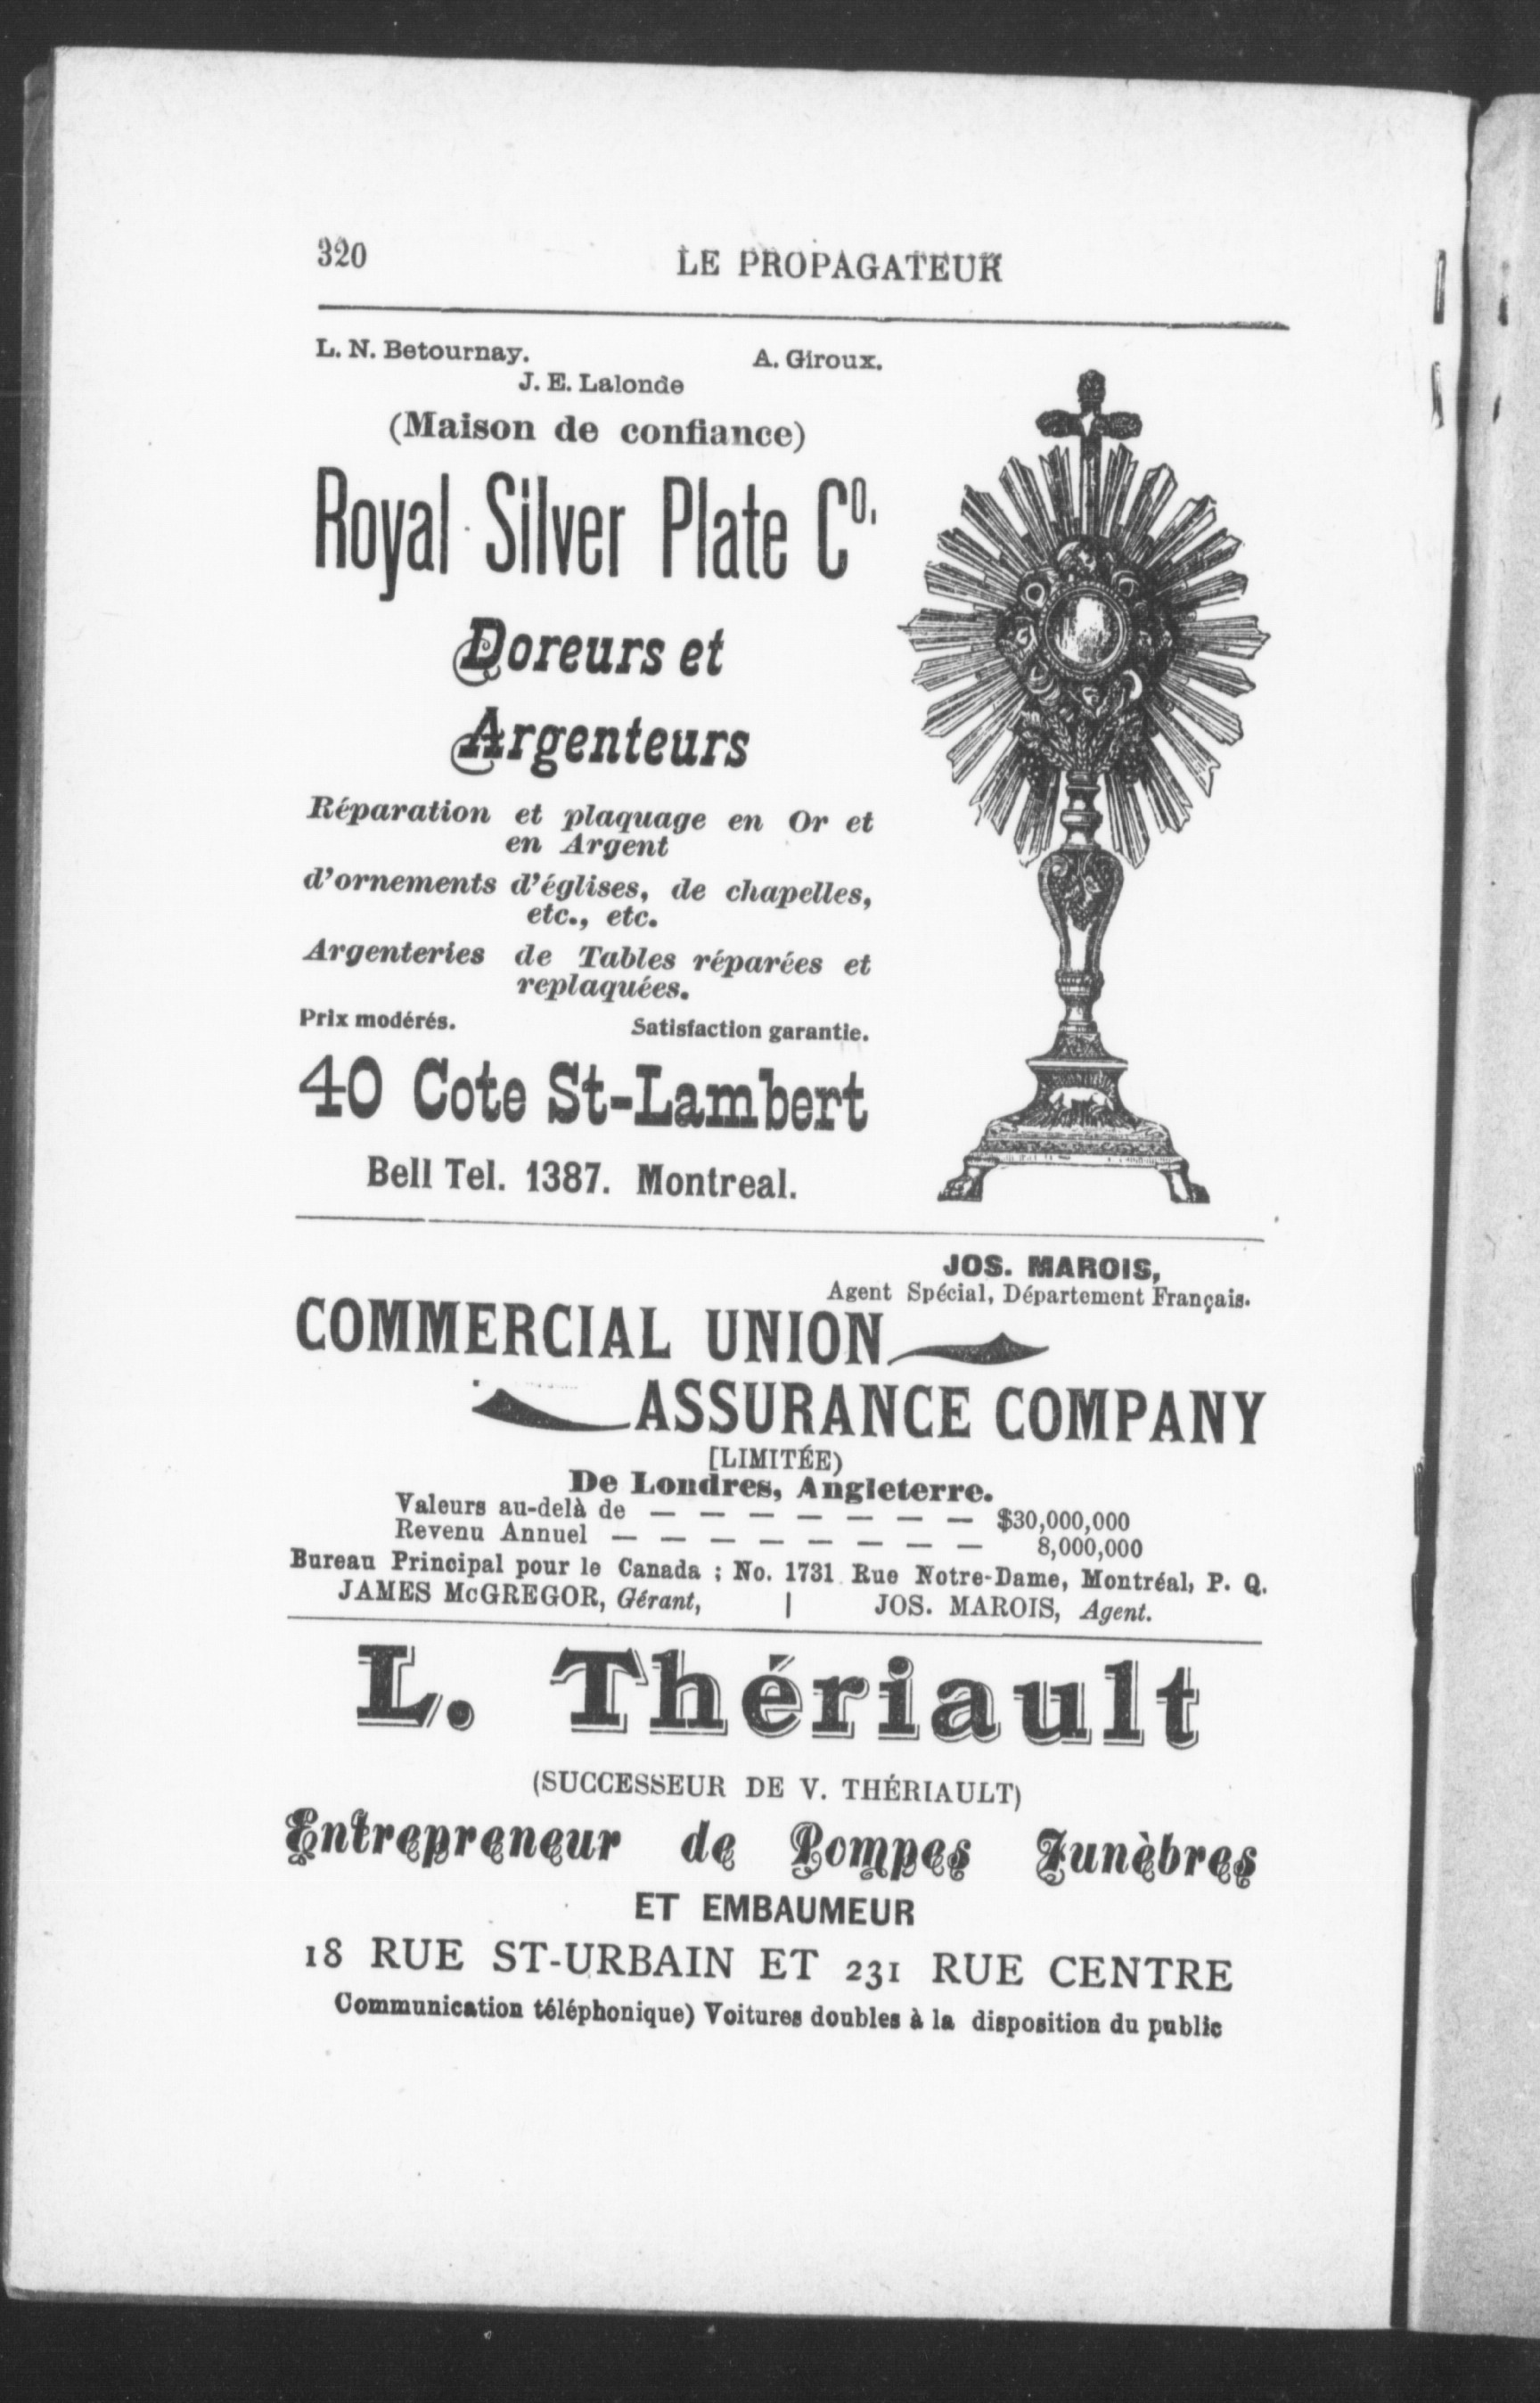 320 LE PROPAGATEUR
L. N. Betournay. A. Giroux.
J. E. Lalonde
(Maison de confiance)
Royal Silver Plate Co.
Doreurs et
Argenteurs
Réparation et plaquage en Or et
en Argent
d'ornements d'églises, de chapelles,
etc., etc.
Argenteries de Tables réparées et
replaquées.
Prix modérés. Satisfaction garantie.
40 Cote St-Lambert
Bell Tel. 1387. Montreal.
JOS. MAROIS,
Agent Spécial, Département Français.
COMMERCIAL UNION
ASSURANCE COMPANY
[LIMITÉE)
De Londres, Angleterre.
Valeurs au-delà de — — — — — — — $30,000,000
Revenu Annuel — — — — — — — — 8,000,000
Bureau Principal pour le Canada ; No. 1731 Rue Notre-Dame, Montréal, P. Q.
JAMES McGREGOR, Gérant, | JOS. MAROIS, Agent.
L. Thériault
(SUCCESSEUR DE V. THÉRIAULT)
Entrepreneur de Pompes Funèbres
ET EMBAUMEUR
18 RUE ST-URBAIN ET 231 RUE CENTRE
Communication téléphonique) Voitures doubles à la disposition du public